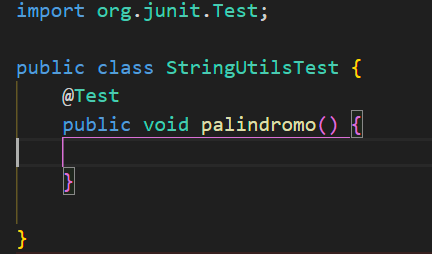 import org.junit.Test;
public class StringUtilsTest {
@Test
public void palindromo() {
}
}